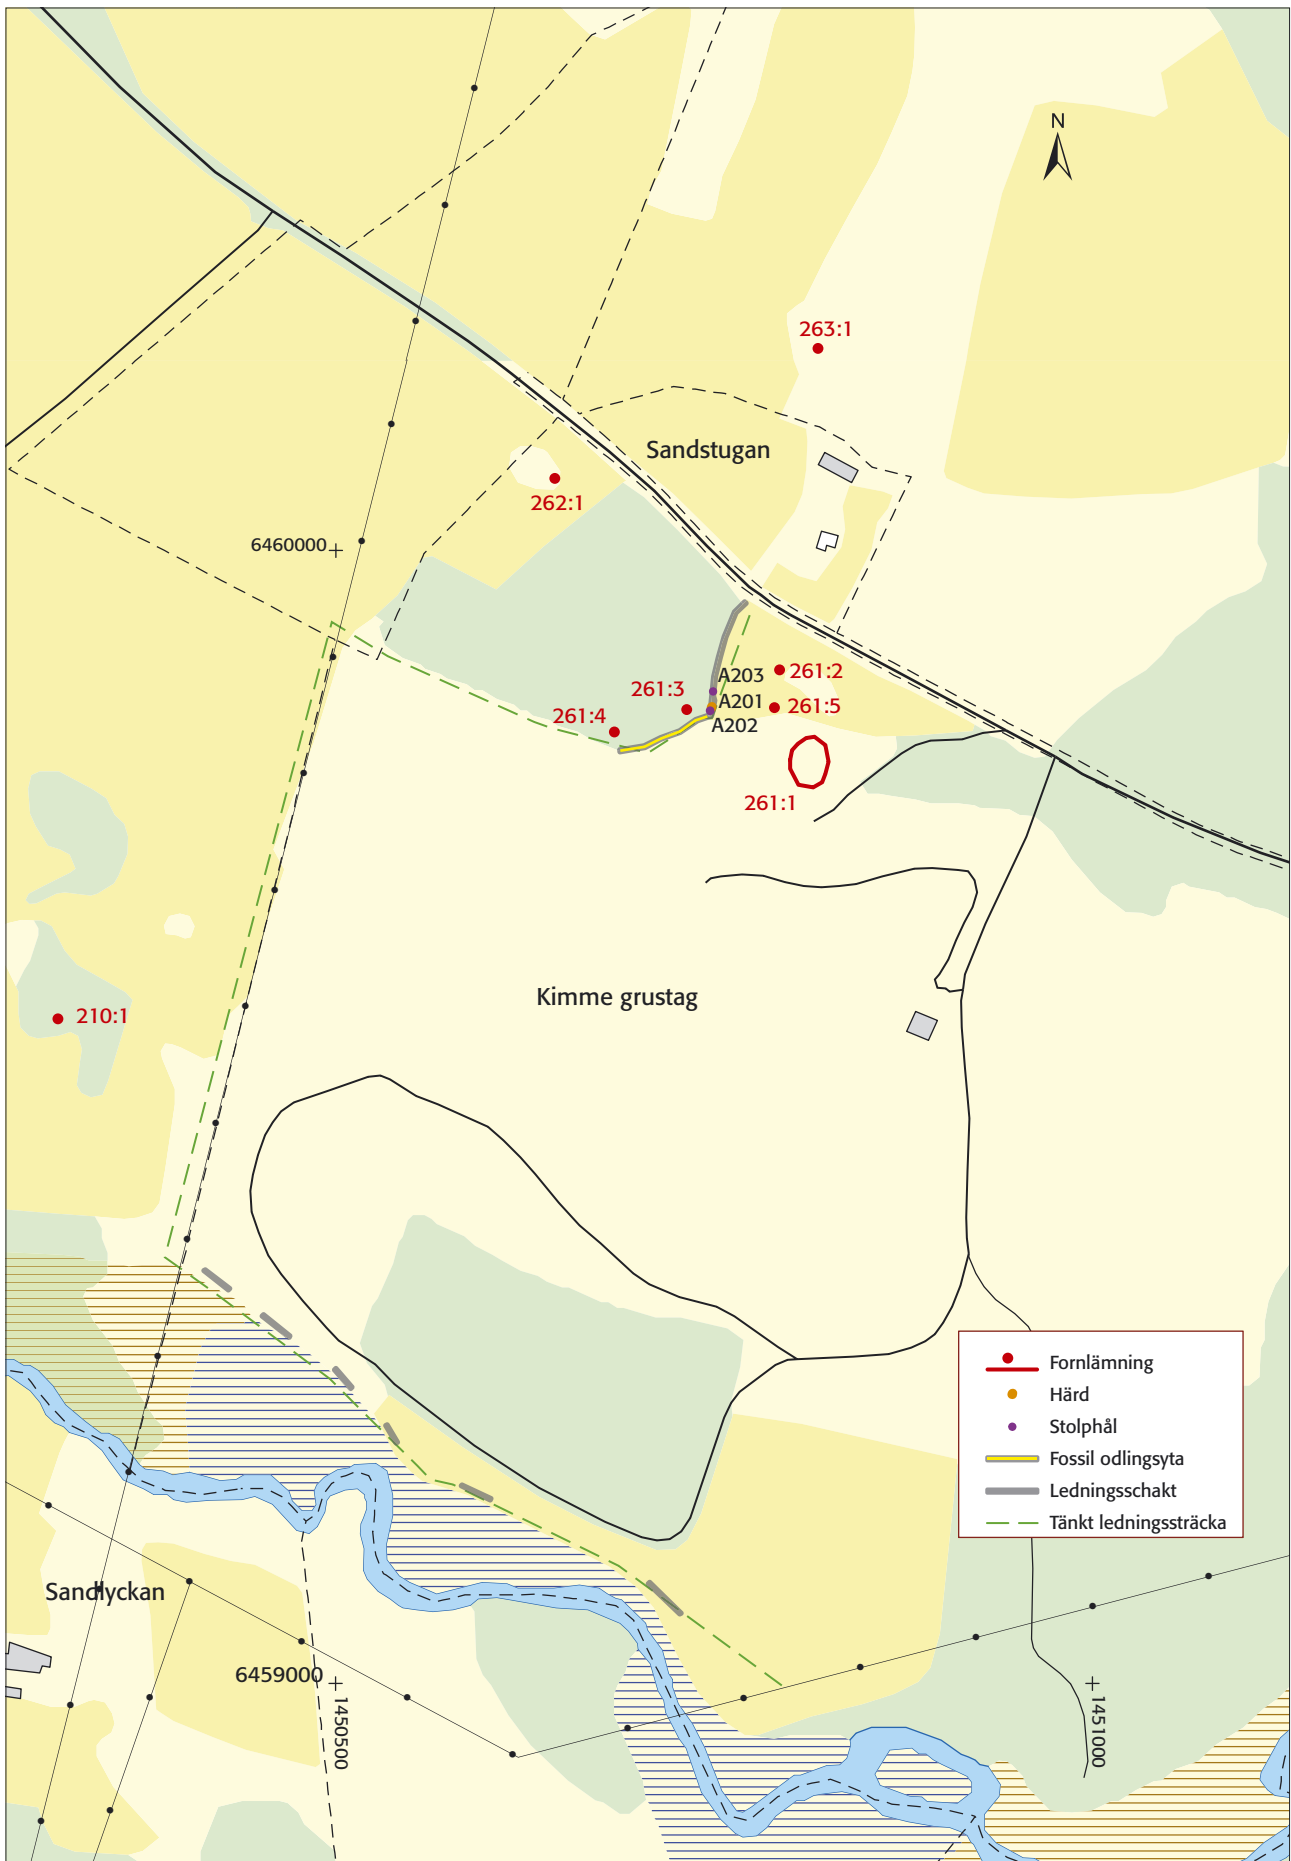 N
263:1
Sandstugan
262:1
6460000
A203
261:2
261:3
A201
261:5
261:4
A202
261:1
Kimme grustag
210:1
Fornlämning
Härd
Stolphål
Fossil odlingsyta
Ledningsschakt
Tänkt ledningssträcka
Sandlyckan
6459000
1450500
1451000